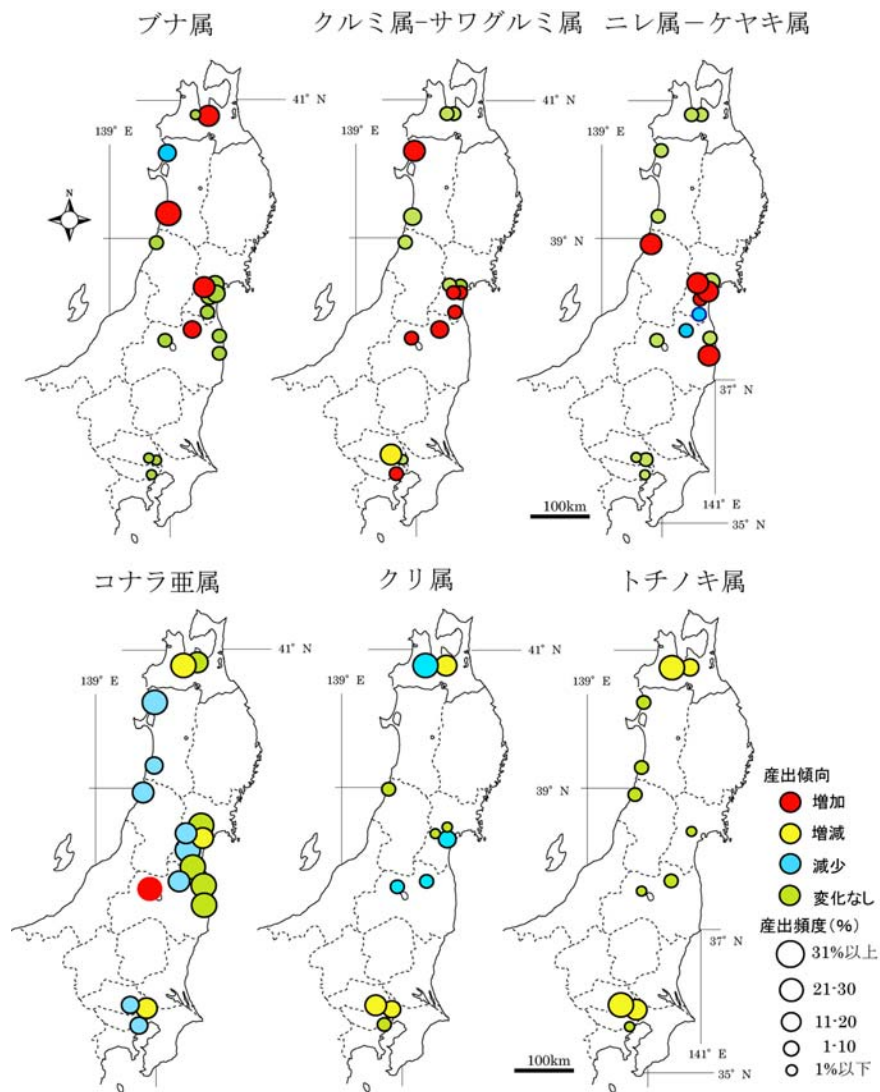 ブナ属
クルミ属-サワグルミ属
ニレ属－ケヤキ属
41° N
139° E
N
41° N
139° E
39° N
37° N
141° E
35° N
100km
コナラ亜属
クリ属
トチノキ属
41° N
139° E
41° N
139° E
39° N
37° N
141° E
35° N
100km
産出傾向
増加
増減
減少
変化なし
産出頻度(%)
31%以上
21-30
11-20
1-10
1%以下